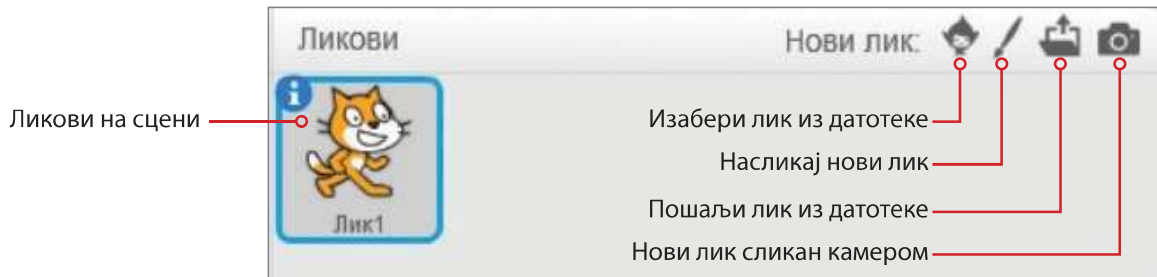 Ликови
Нови лик:
Ликови на сцени
Изабери лик из датотеке
Насликај нови лик
Пошаљи лик из датотеке
Лик1
Нови лик сликан камером